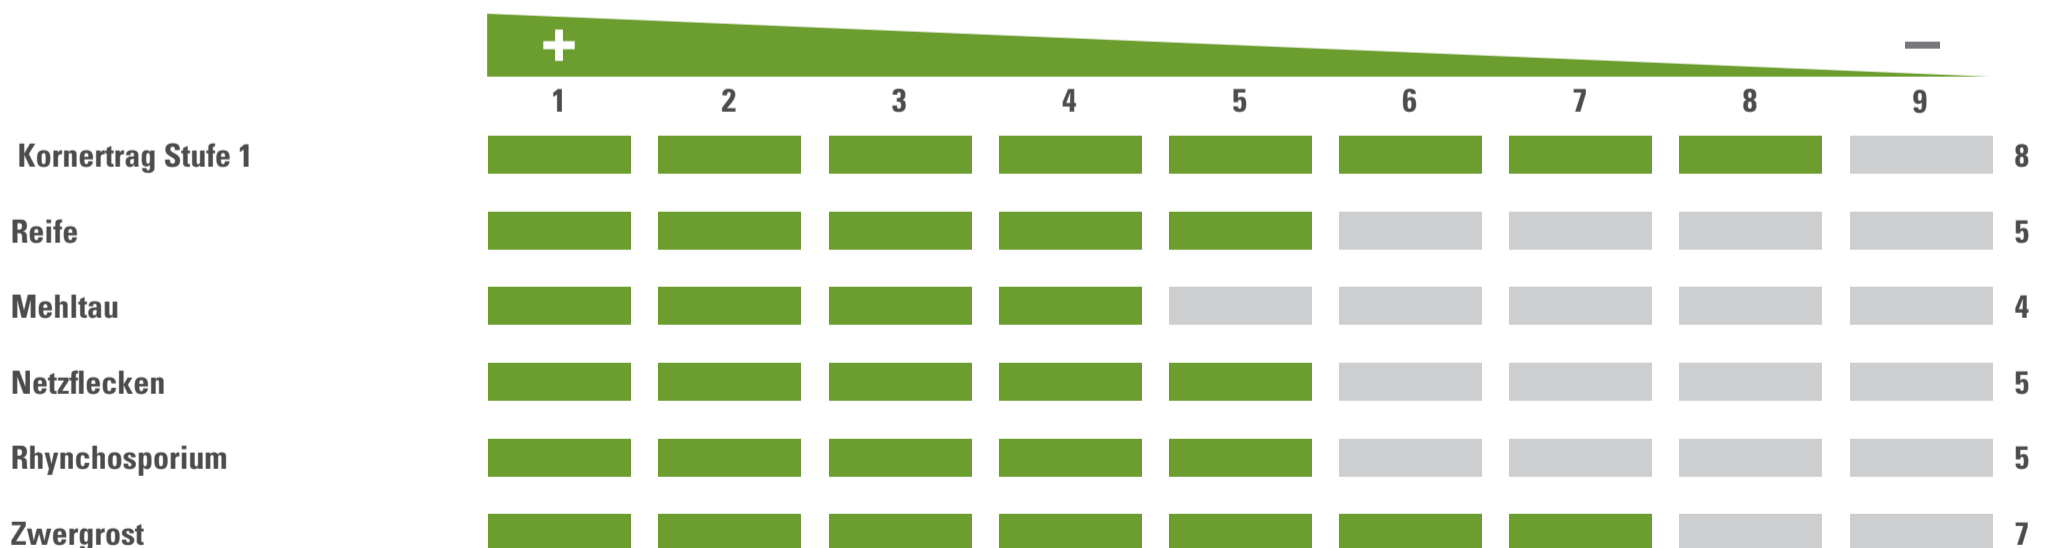 + −
1 2 3 4 5 6 7 8 9
Kornertrag Stufe 1 8
Reife 5
Mehltau 4
Netzflecken 5
Rhynchosporium 5
Zwergrost 7